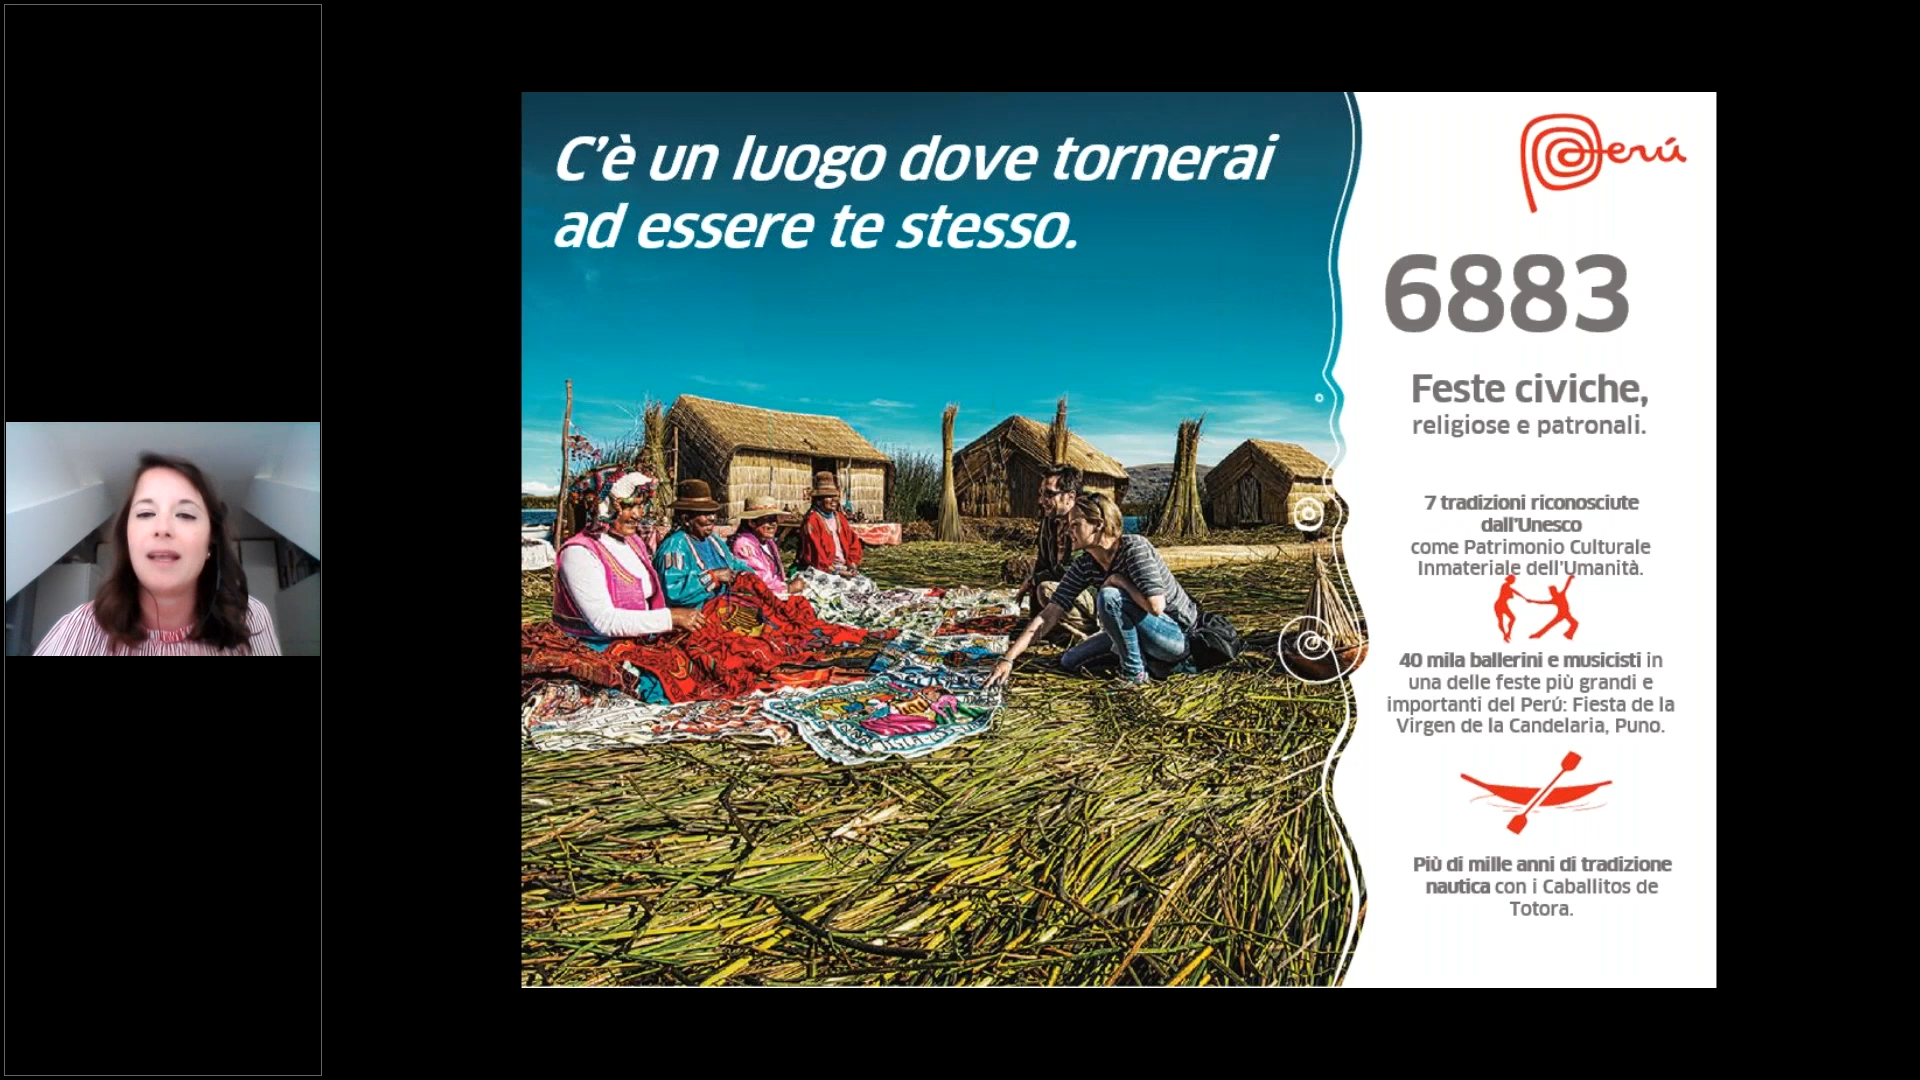 C'è un luogo dove tornerai
ad essere te stesso.
Perú
6883
Feste civiche,
religiose e patronali.
7 tradizioni riconosciute
dall'Unesco
come Patrimonio Culturale
Inmateriale dell'Umanità.
40 mila ballerini e musicisti in
una delle feste più grandi e
importanti del Perú: Fiesta de la
Virgen de la Candelaria, Puno.
Più di mille anni di tradizione
nautica con i Caballitos de
Totora.